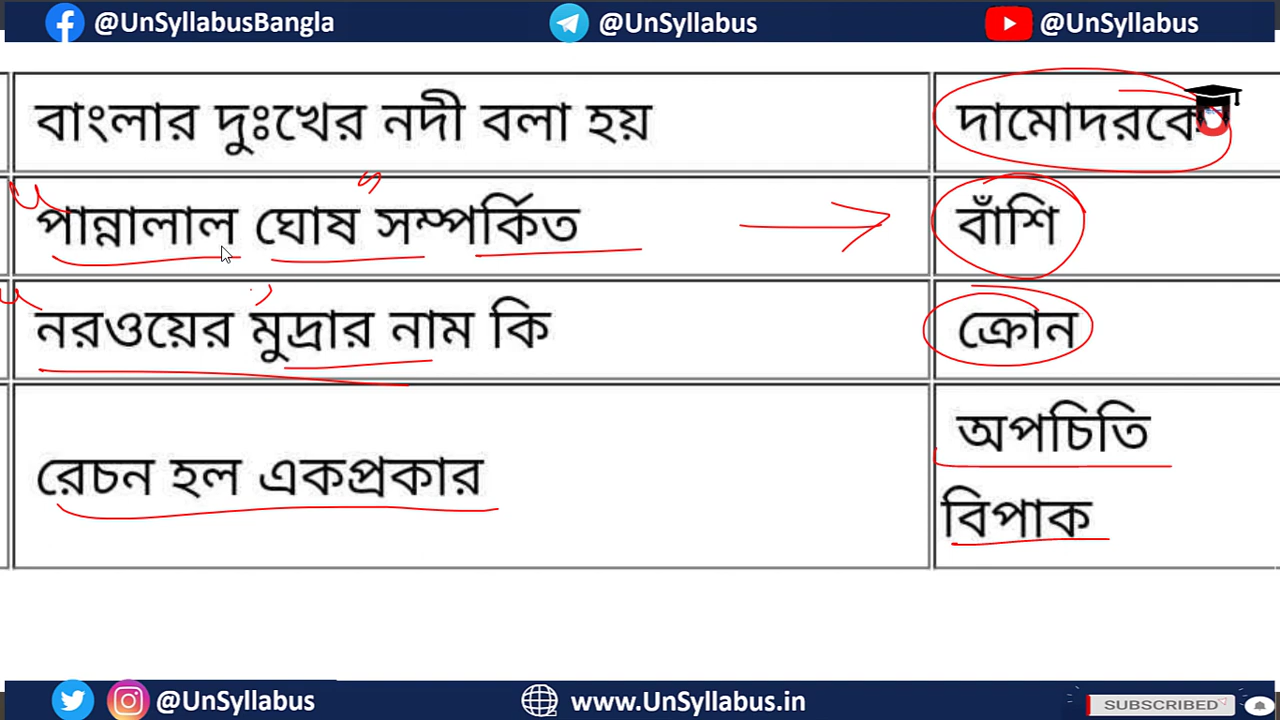 @UnSyllabusBangla @UnSyllabus @UnSyllabus
বাংলার দুঃখের নদী বলা হয় দামোদরকে
পান্নালাল ঘোষ সম্পর্কিত বাঁশি
নরওয়ের মুদ্রার নাম কি ক্রোন
রেচন হল একপ্রকার অপচিতি
বিপাক
@UnSyllabus www.UnSyllabus.in SUBSCRIBED